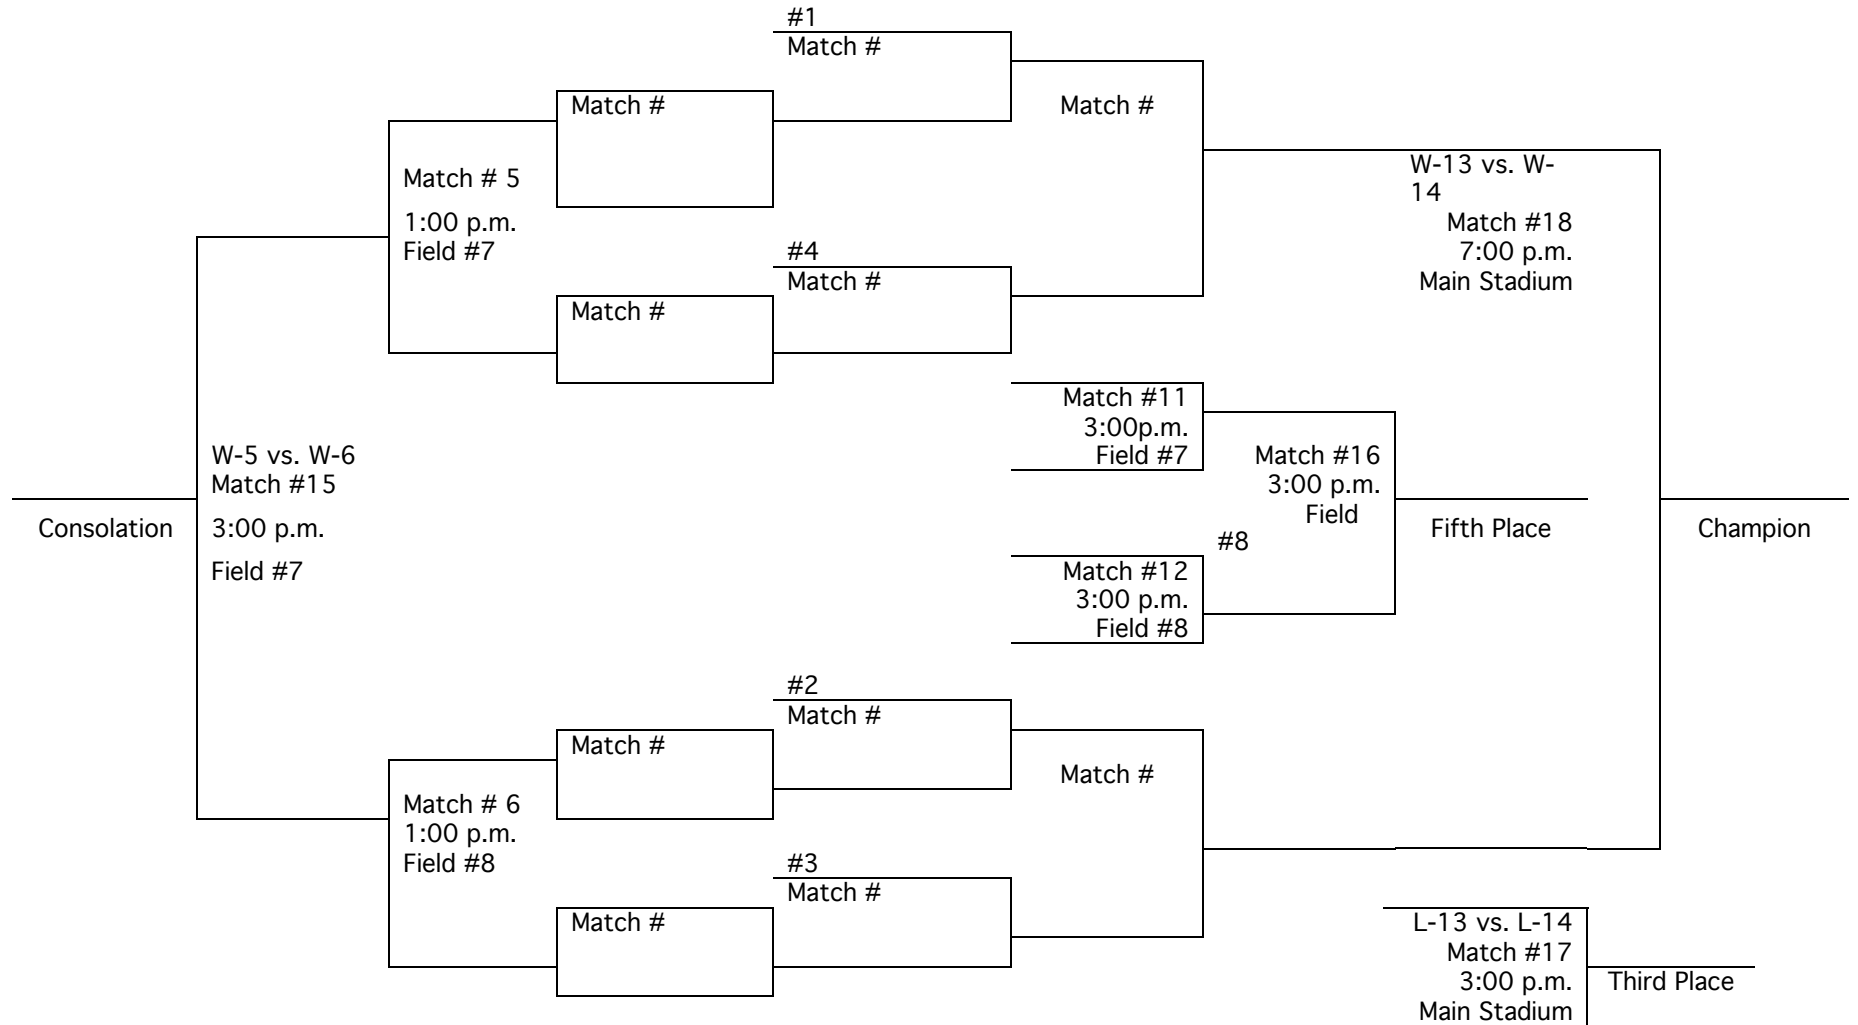 #1
Match #
Match #
Match #
Match # 5
1:00 p.m.
Field #7
#4
Match #
Match #
W-13 vs. W-
14
Match #18
7:00 p.m.
Main Stadium
Match #11
3:00p.m.
Field #7
W-5 vs. W-6
Match #15
3:00 p.m.
Field #7
Consolation
Match #16
3:00 p.m.
Field
#8
Fifth Place
Champion
Match #12
3:00 p.m.
Field #8
#2
Match #
Match #
Match #
Match # 6
1:00 p.m.
Field #8
#3
Match #
Match #
L-13 vs. L-14
Match #17
3:00 p.m.
Main Stadium
Third Place